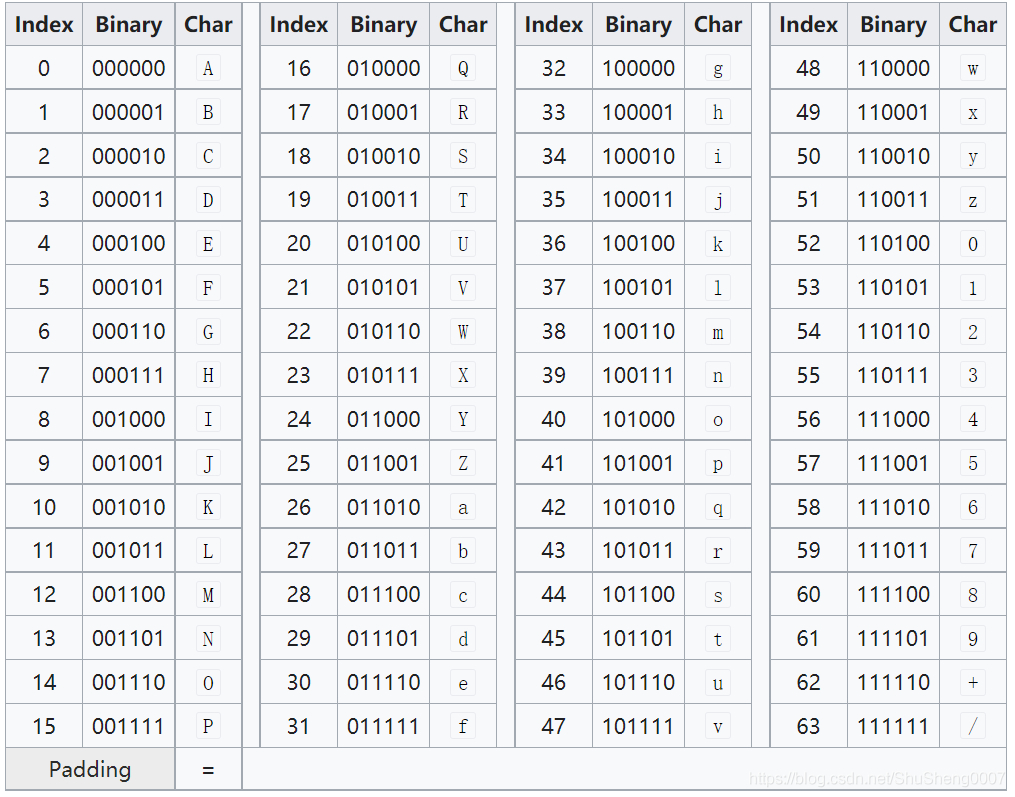 Index Binary Char Index Binary Char Index Binary Char Index Binary Char
0 000000 A 16 010000 Q 32 100000 g 48 110000 w
1 000001 B 17 010001 R 33 100001 h 49 110001 x
2 000010 C 18 010010 S 34 100010 i 50 110010 y
3 000011 D 19 010011 T 35 100011 j 51 110011 z
4 000100 E 20 010100 U 36 100100 k 52 110100 0
5 000101 F 21 010101 V 37 100101 l 53 110101 1
6 000110 G 22 010110 W 38 100110 m 54 110110 2
7 000111 H 23 010111 X 39 100111 n 55 110111 3
8 001000 I 24 011000 Y 40 101000 o 56 111000 4
9 001001 J 25 011001 Z 41 101001 p 57 111001 5
10 001010 K 26 011010 a 42 101010 q 58 111010 6
11 001011 L 27 011011 b 43 101011 r 59 111011 7
12 001100 M 28 011100 c 44 101100 s 60 111100 8
13 001101 N 29 011101 d 45 101101 t 61 111101 9
14 001110 O 30 011110 e 46 101110 u 62 111110 +
15 001111 P 31 011111 f 47 101111 v 63 111111 /
Padding =
https://blog.csdn.net/ShuSheng0007